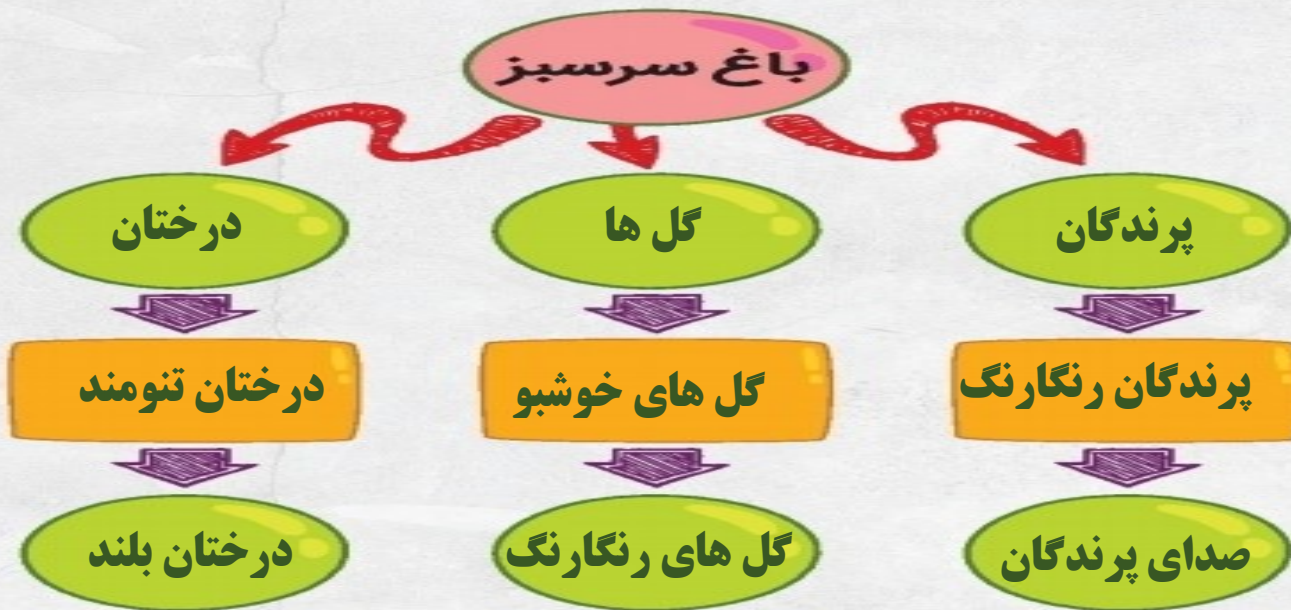 باغ سرسبز
پرندگان
گل ها
درختان
پرندگان رنگارنگ
گل های خوشبو
درختان تنومند
صدای پرندگان
گل های رنگارنگ
درختان بلند